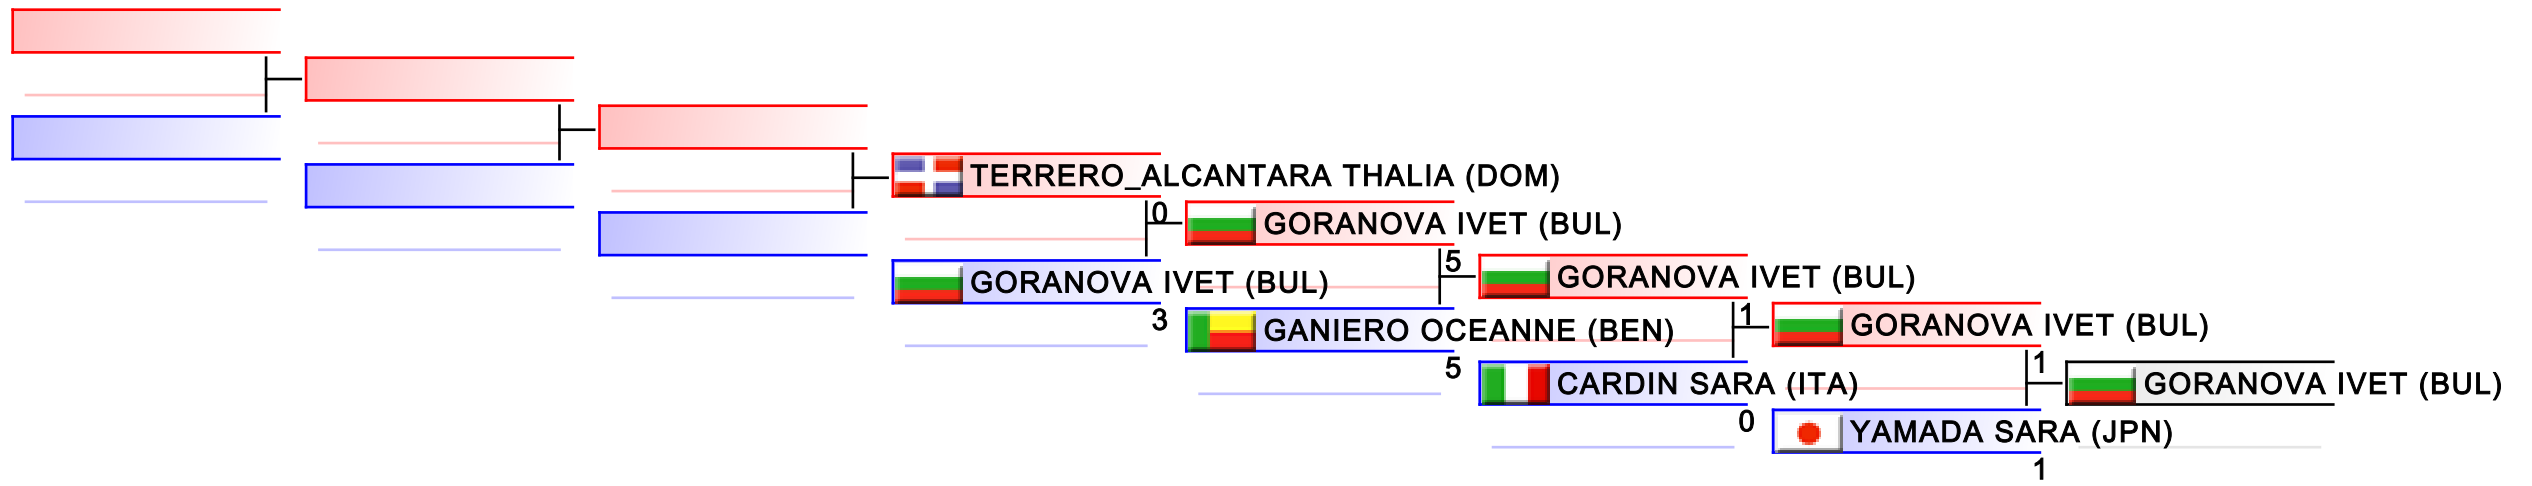 TERRERO_ALCANTARA THALIA (DOM)
0
GORANOVA IVET (BUL)
3
GORANOVA IVET (BUL)
5
GANIERO OCEANNE (BEN)
5
GORANOVA IVET (BUL)
1
CARDIN SARA (ITA)
0
GORANOVA IVET (BUL)
1
YAMADA SARA (JPN)
1
GORANOVA IVET (BUL)